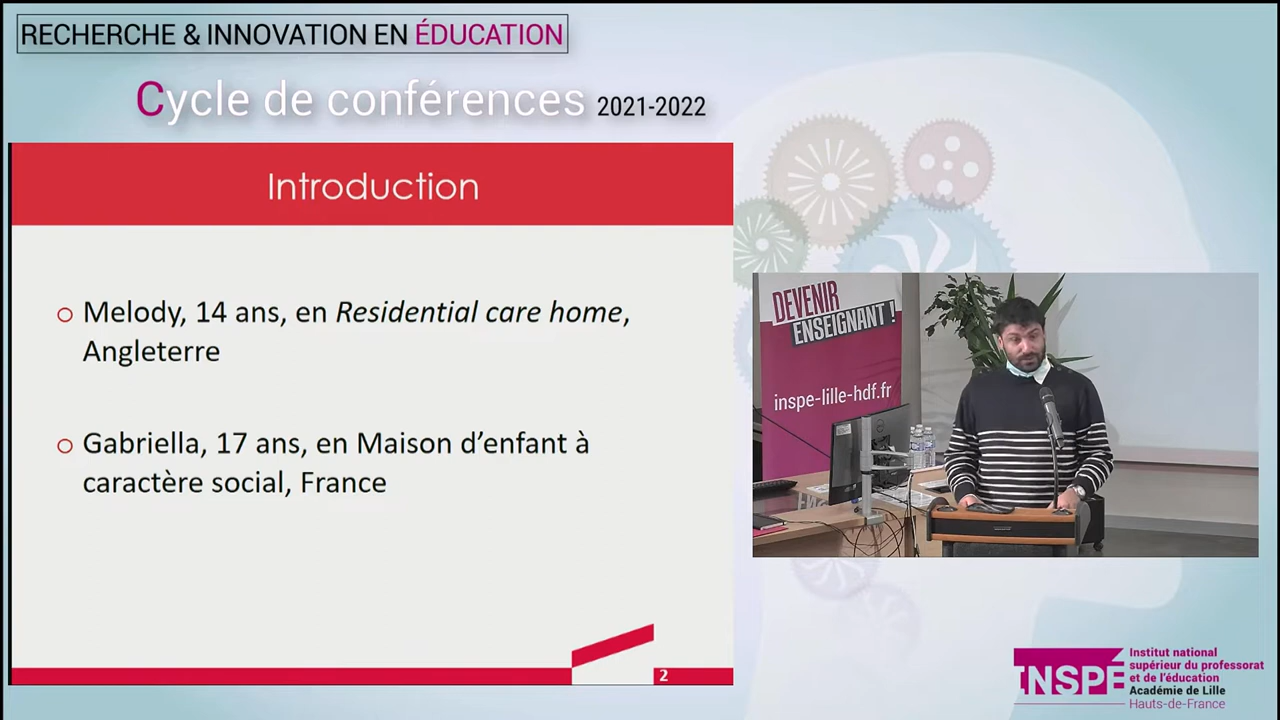 RECHERCHE & INNOVATION EN ÉDUCATION
Cycle de conférences 2021-2022
Introduction
Melody, 14 ans, en Residential care home,
Angleterre
Gabriella, 17 ans, en Maison d’enfant à
caractère social, France
2
DEVENIR
ENSEIGNANT !
inspe-lille-hdf.fr
INSPÉ
Institut national
supérieur du professorat
et de l'éducation
Académie de Lille
Hauts-de-France